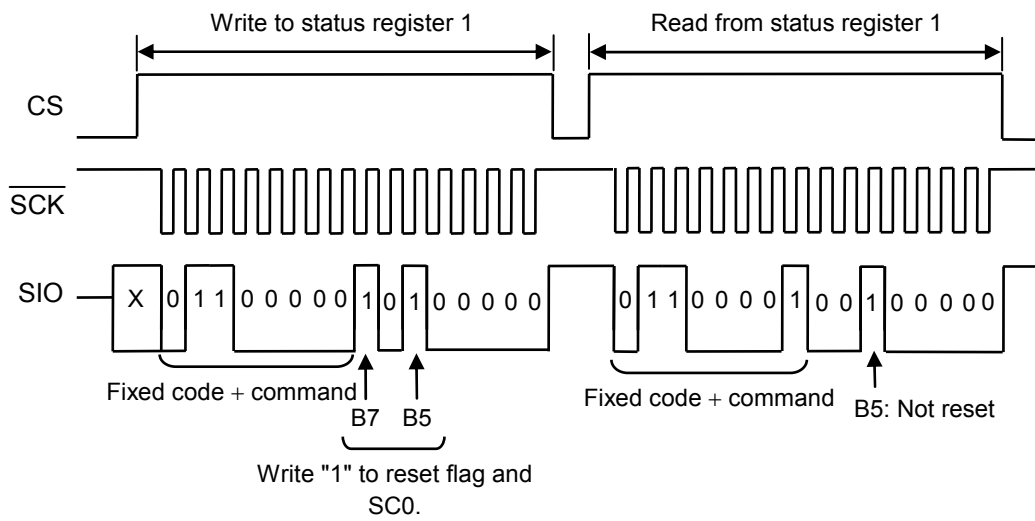 Write to status register 1
Read from status register 1
CS
SCK
SIO
X 0 1 1 0 0 0 0 0 1 0 1 0 0 0 0 0
0 1 1 0 0 0 0 1 0 0 1 0 0 0 0 0
Fixed code + command
B7 B5
Write "1" to reset flag and
SC0.
Fixed code + command
B5: Not reset